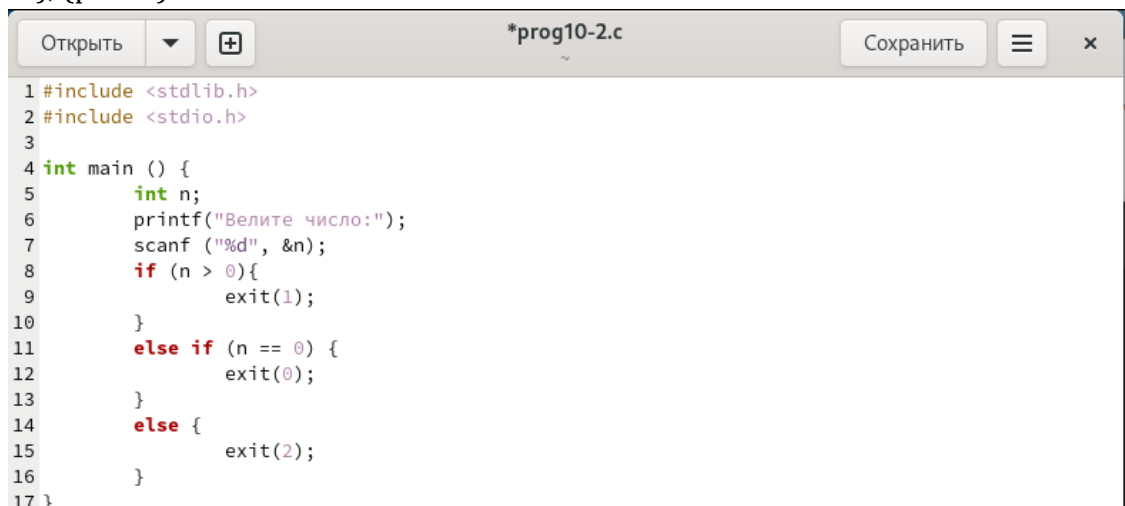 Открыть *prog10-2.c Сохранить
~
1 #include <stdlib.h>
2 #include <stdio.h>
3
4 int main () {
5 int n;
6 printf("Велите число:");
7 scanf ("%d", &n);
8 if (n > 0){
9 exit(1);
10 }
11 else if (n == 0) {
12 exit(0);
13 }
14 else {
15 exit(2);
16 }
17 }